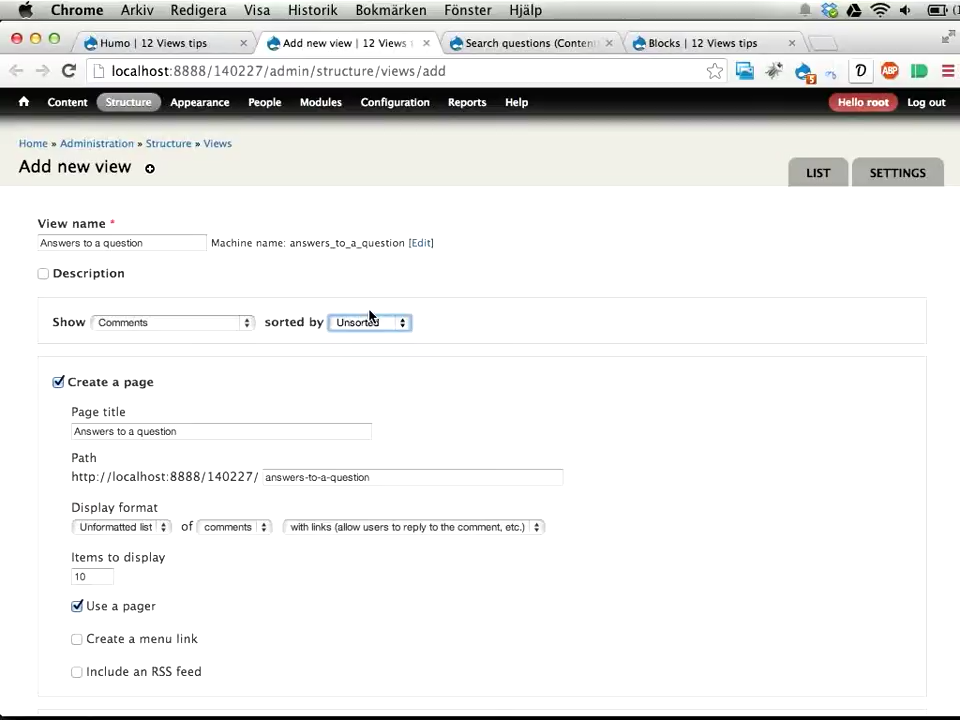 Chrome Arkiv Redigera Visa Historik Bokmärken Fönster Hjälp
Humo | 12 Views tips
Add new view | 12 Views
Search questions (Conten
Blocks | 12 Views tips
localhost:8888/140227/admin/structure/views/add
Content Structure Appearance People Modules Configuration Reports Help Hello root Log out
Home » Administration » Structure » Views
Add new view
LIST SETTINGS
View name *
Answers to a question Machine name: answers_to_a_question [Edit]
Description
Show Comments sorted by Unsorted
Create a page
Page title
Answers to a question
Path
http://localhost:8888/140227/ answers-to-a-question
Display format
Unformatted list of comments with links (allow users to reply to the comment, etc.)
Items to display
10
Use a pager
Create a menu link
Include an RSS feed